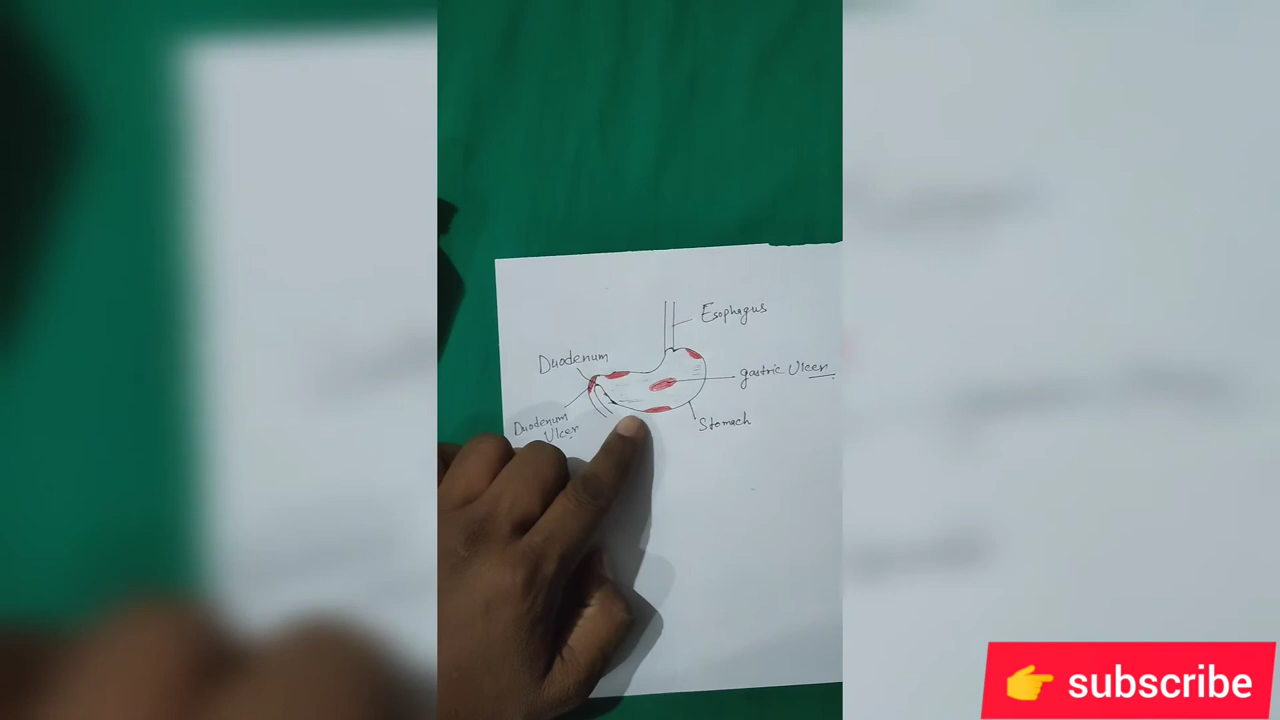 Esophagus
Duodenum
gastric Ulcer
Duodenum
Ulcer
Stomach
subscribe